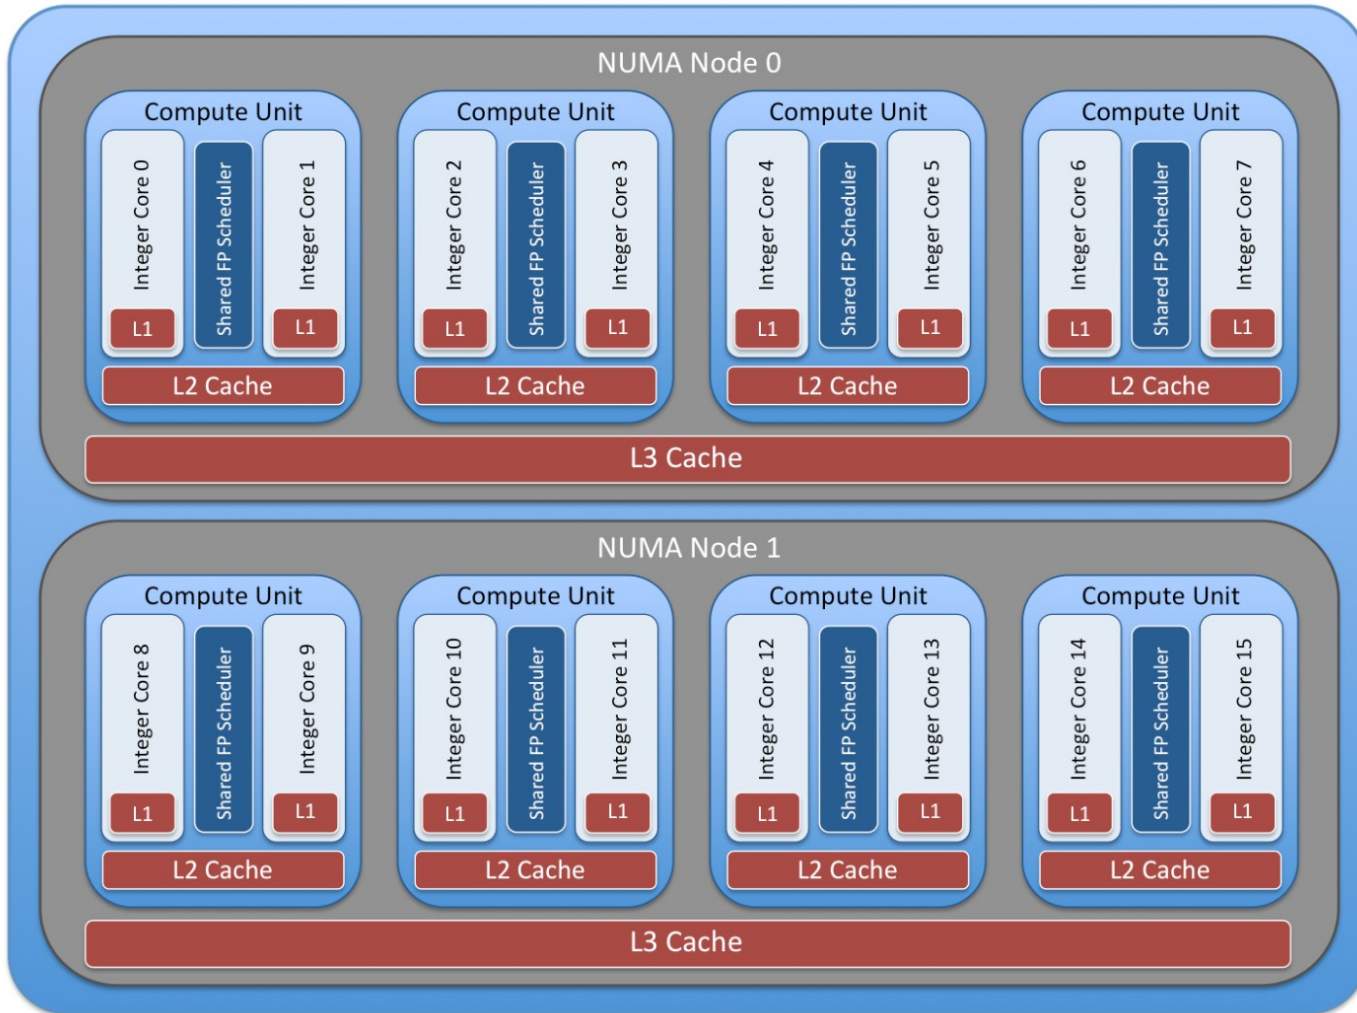 NUMA Node 0
Compute Unit
Integer Core 0
Shared FP Scheduler
Integer Core 1
L1
L1
L2 Cache
Compute Unit
Integer Core 2
Shared FP Scheduler
Integer Core 3
L1
L1
L2 Cache
Compute Unit
Integer Core 4
Shared FP Scheduler
Integer Core 5
L1
L1
L2 Cache
Compute Unit
Integer Core 6
Shared FP Scheduler
Integer Core 7
L1
L1
L2 Cache
L3 Cache
NUMA Node 1
Compute Unit
Integer Core 8
Shared FP Scheduler
Integer Core 9
L1
L1
L2 Cache
Compute Unit
Integer Core 10
Shared FP Scheduler
Integer Core 11
L1
L1
L2 Cache
Compute Unit
Integer Core 12
Shared FP Scheduler
Integer Core 13
L1
L1
L2 Cache
Compute Unit
Integer Core 14
Shared FP Scheduler
Integer Core 15
L1
L1
L2 Cache
L3 Cache